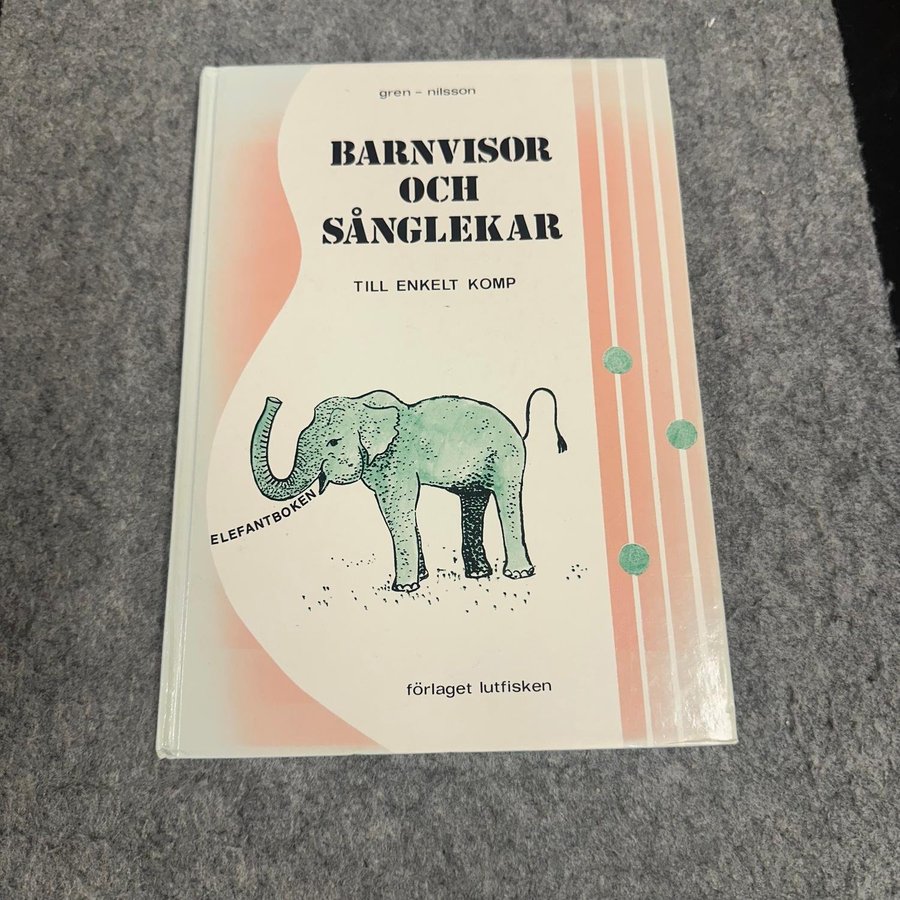 gren – nilsson
BARNVISOR
OCH
SÅNGLEKAR
TILL ENKELT KOMP
ELEFANTBOKEN
förlaget lutfisken